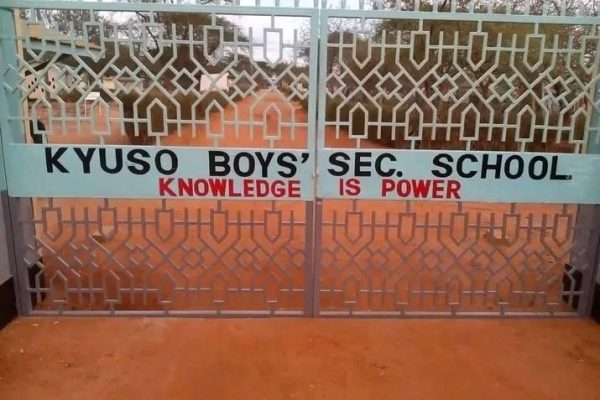 KYUSO BOYS' SEC. SCHOOL.
KNOWLEDGE IS POWER